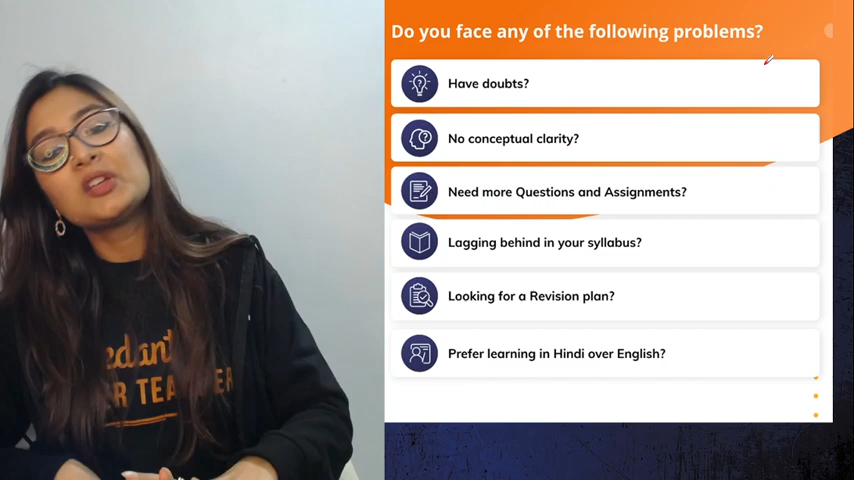 Do you face any of the following problems?
Have doubts?
No conceptual clarity?
Need more Questions and Assignments?
Lagging behind in your syllabus?
Looking for a Revision plan?
Prefer learning in Hindi over English?